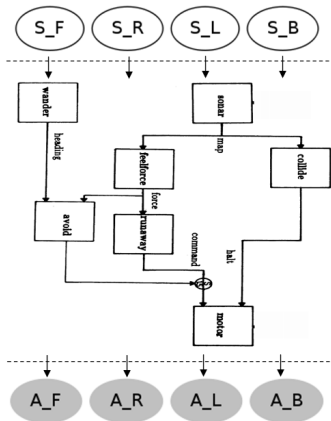 S_F
S_R
S_L
S_B
wander
sonar
heading
map
feelforce
collide
force
avoid
runaway
command
halt
S
motor
A_F
A_R
A_L
A_B